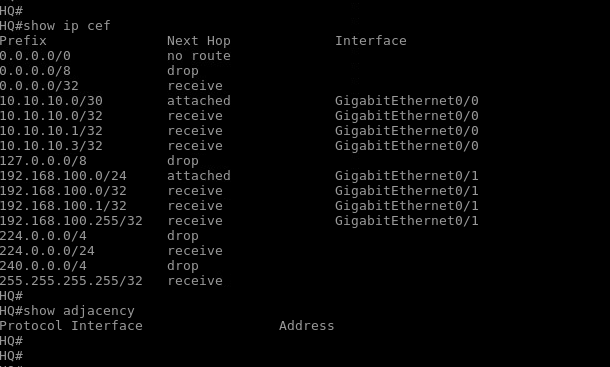 HQ#
HQ#show ip cef
Prefix               Next Hop             Interface
0.0.0.0/0            no route
0.0.0.0/8            drop
0.0.0.0/32           receive
10.10.10.0/30        attached             GigabitEthernet0/0
10.10.10.0/32        receive              GigabitEthernet0/0
10.10.10.1/32        receive              GigabitEthernet0/0
10.10.10.3/32        receive              GigabitEthernet0/0
127.0.0.0/8          drop
192.168.100.0/24     attached             GigabitEthernet0/1
192.168.100.0/32     receive              GigabitEthernet0/1
192.168.100.1/32     receive              GigabitEthernet0/1
192.168.100.255/32   receive              GigabitEthernet0/1
224.0.0.0/4          drop
224.0.0.0/24         receive
240.0.0.0/4          drop
255.255.255.255/32   receive
HQ#
HQ#show adjacency
Protocol Interface                 Address
HQ#
HQ#